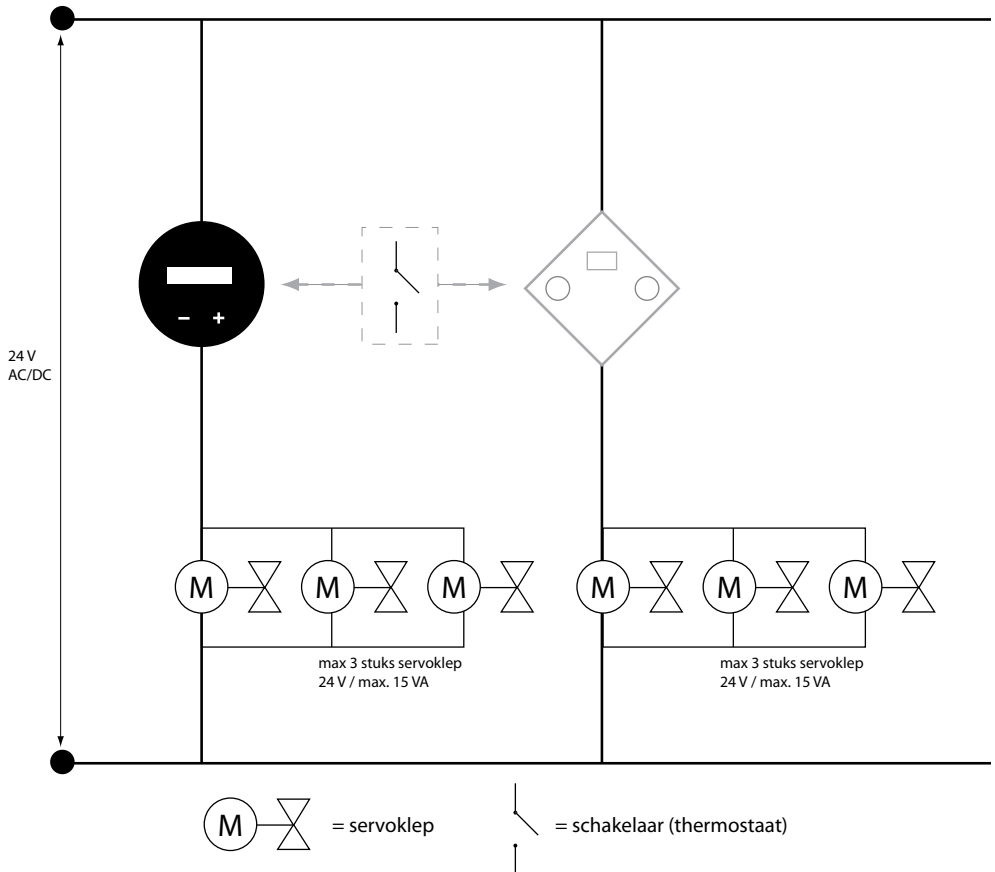 24 V
AC/DC
− +
M
M
M
M
M
M
max 3 stuks servoklep
24 V / max. 15 VA
max 3 stuks servoklep
24 V / max. 15 VA
M = servoklep
= schakelaar (thermostaat)